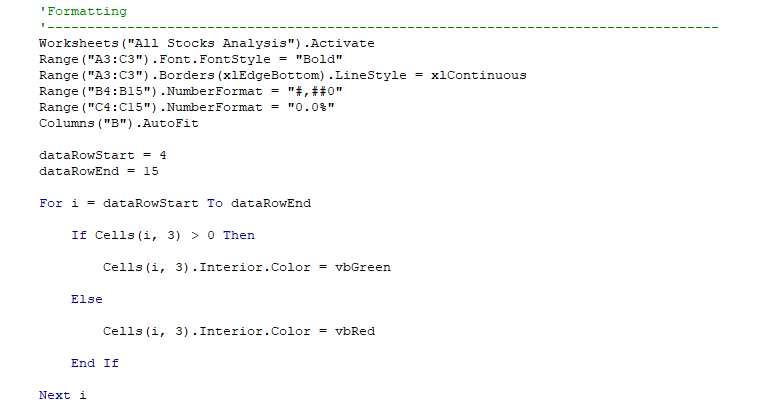 'Formatting
'------------------------------------------------------------------------------------
Worksheets("All Stocks Analysis").Activate
Range("A3:C3").Font.FontStyle = "Bold"
Range("A3:C3").Borders(xlEdgeBottom).LineStyle = xlContinuous
Range("B4:B15").NumberFormat = "#,##0"
Range("C4:C15").NumberFormat = "0.0%"
Columns("B").AutoFit
dataRowStart = 4
dataRowEnd = 15
For i = dataRowStart To dataRowEnd
If Cells(i, 3) > 0 Then
Cells(i, 3).Interior.Color = vbGreen
Else
Cells(i, 3).Interior.Color = vbRed
End If
Next i